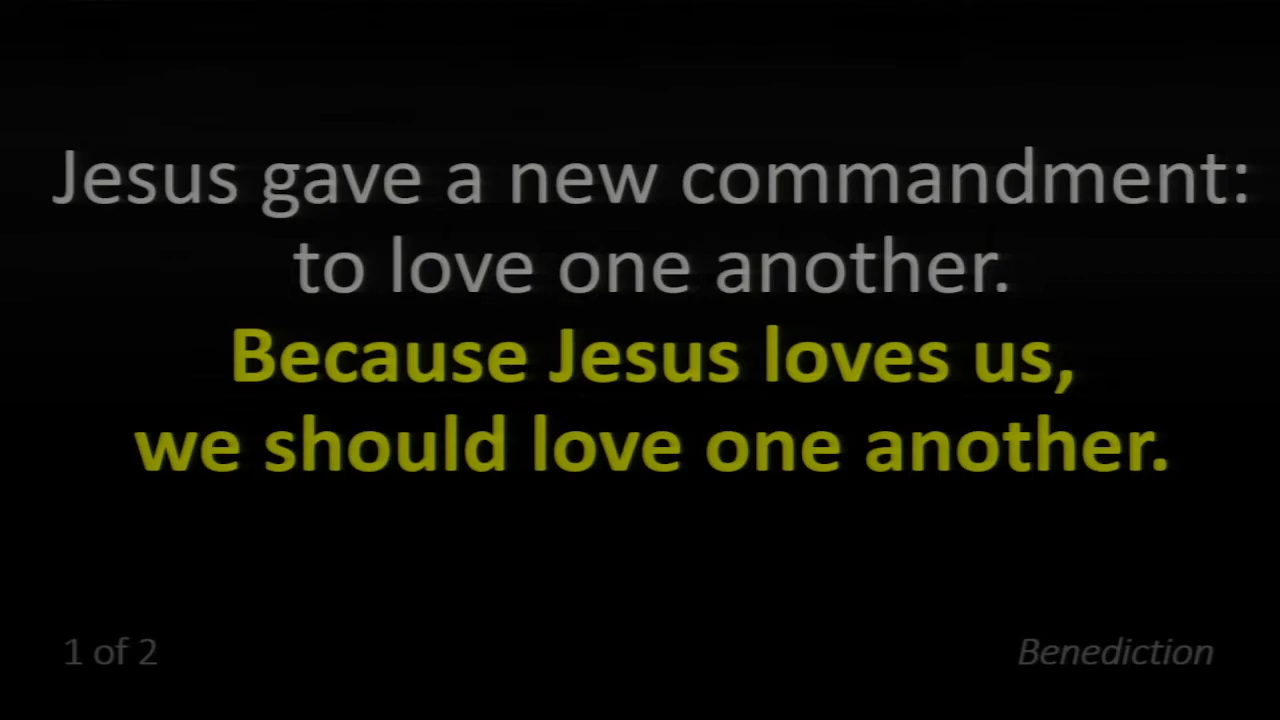 Jesus gave a new commandment:
to love one another.
Because Jesus loves us,
we should love one another.
1 of 2
Benediction